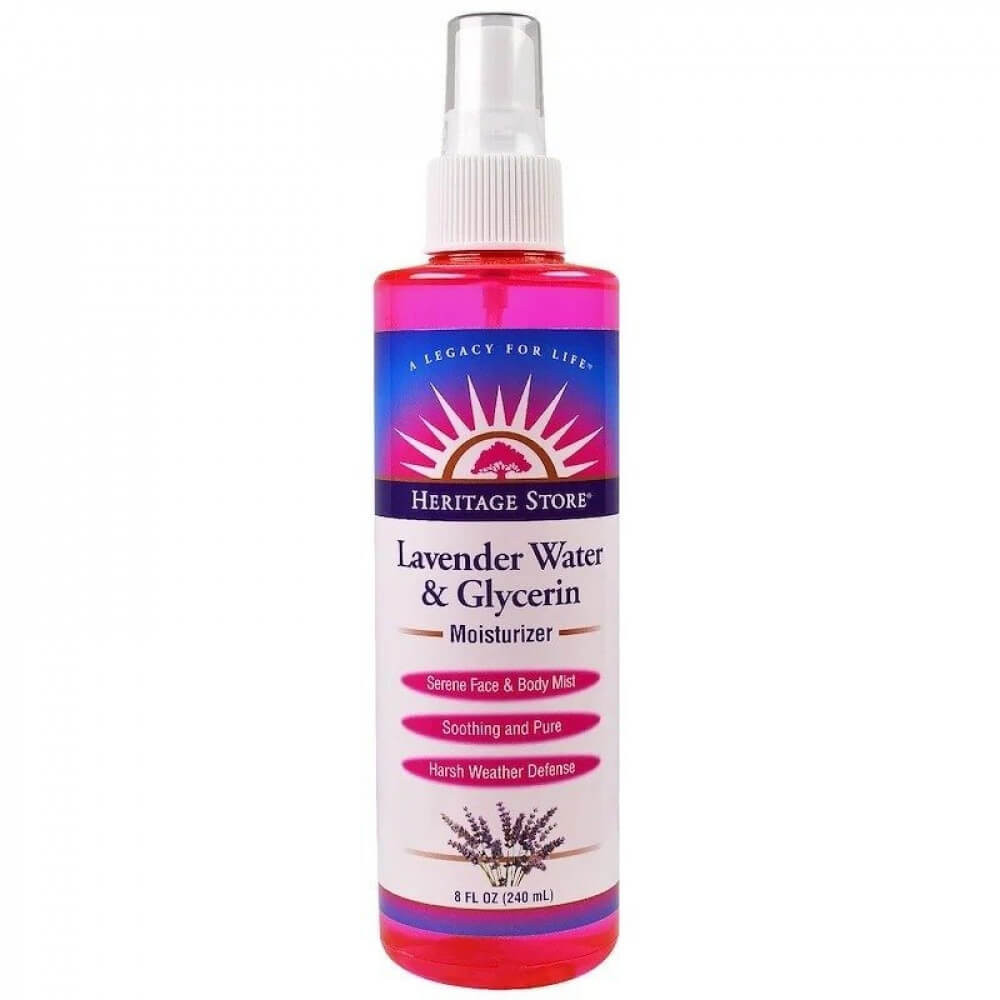 A LEGACY FOR LIFE™
HERITAGE STORE®
Lavender Water
& Glycerin
Moisturizer
Serene Face & Body Mist
Soothing and Pure
Harsh Weather Defense
8 FL OZ (240 mL)